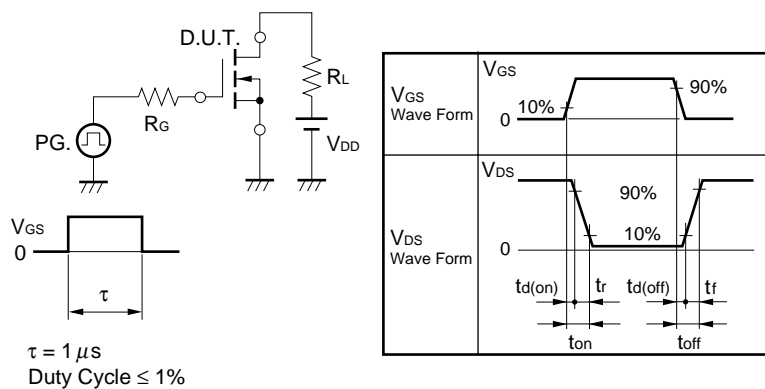 D.U.T.
RL
RG
PG.
VDD
VGS
0
τ
τ = 1 μs
Duty Cycle ≤ 1%
VGS
Wave Form
VGS
10%
90%
0
VDS
Wave Form
VDS
90%
10%
0
td(on) tr td(off) tf
ton toff